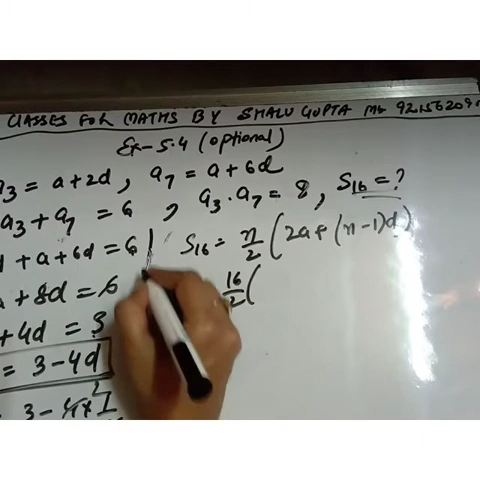 CLASSES FOR MATHS BY SHALU GUPTA M:
Ex-5.4 (optional)
a3 = a+2d, a7 = a+6d
a3 + a7 = 6, a3·a7 = 8, S16 = ?
+ a + 6d = 6
S16 = n/2 (2a+(n-1)d)
+ 8d = 6
16/2 (
+ 4d = 3
= 3-4d
3-4×